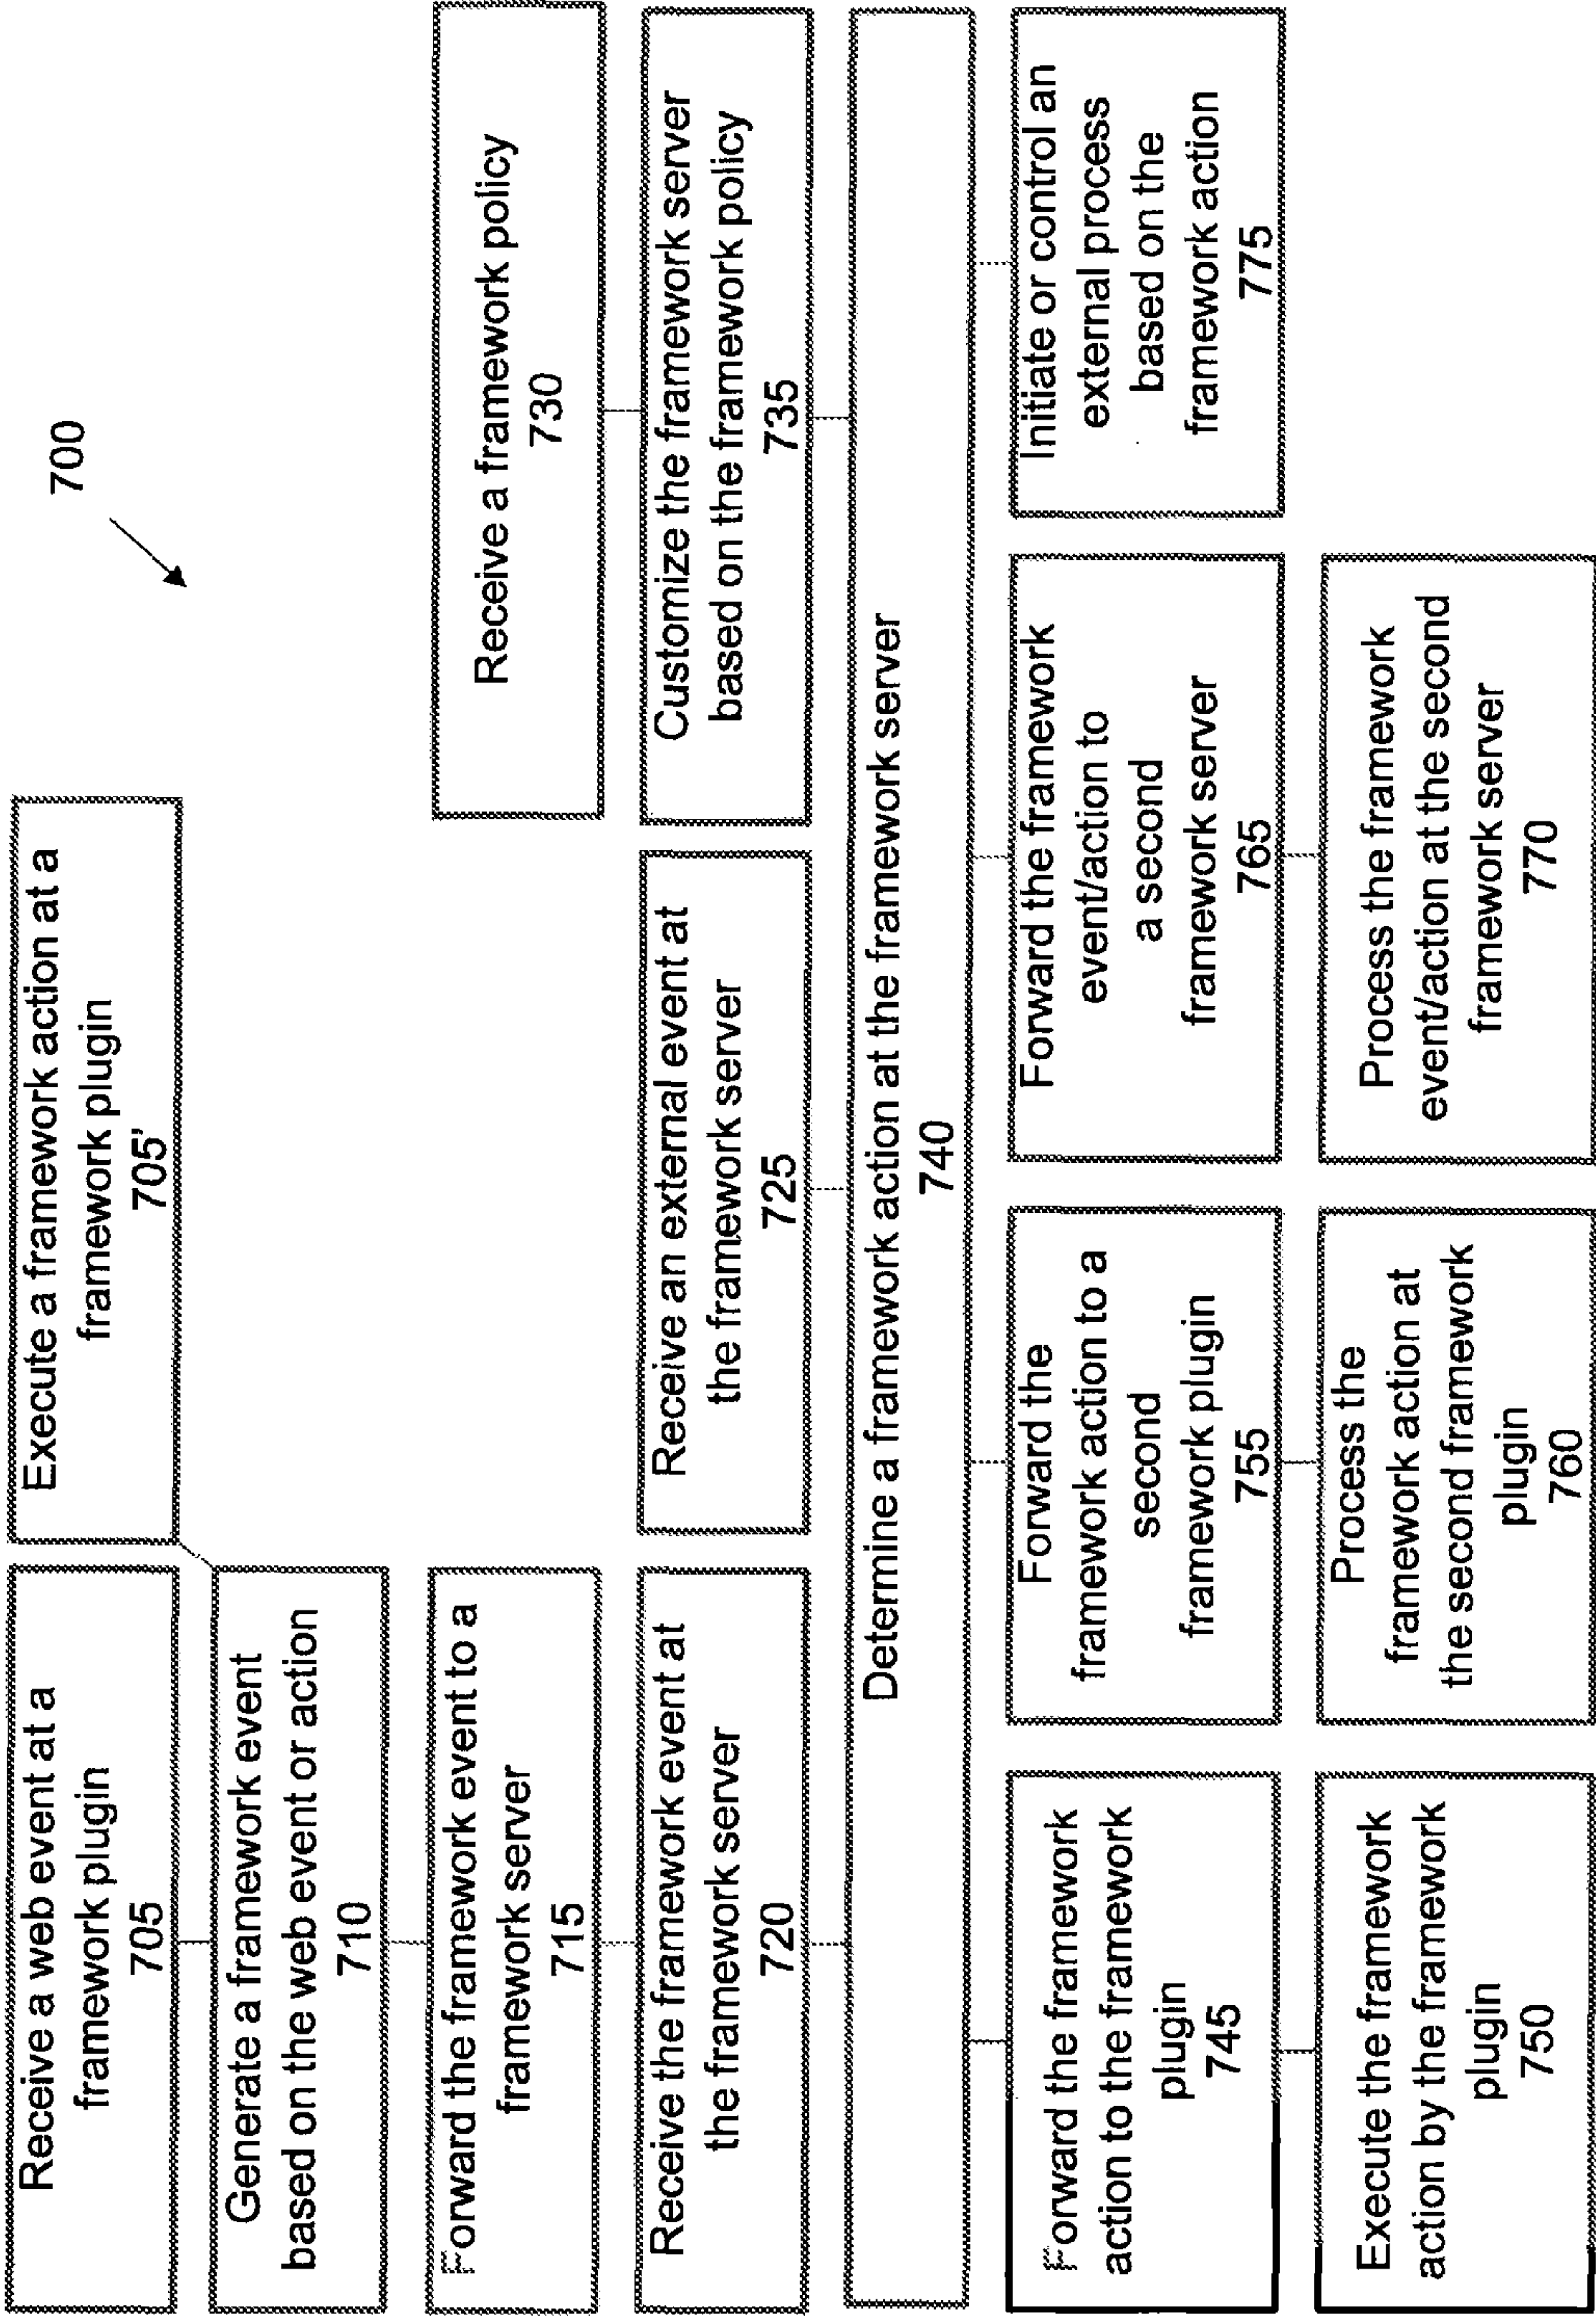 700
Receive a web event at a
framework plugin
705
Execute a framework action at a
framework plugin
705'
Generate a framework event
based on the web event or action
710
Forward the framework event to a
framework server
715
Receive a framework policy
730
Receive the framework event at
the framework server
720
Receive an external event at
the framework server
725
Customize the framework server
based on the framework policy
735
Determine a framework action at the framework server
740
Forward the framework
action to the framework
plugin
745
Forward the
framework action to a
second
framework plugin
755
Forward the framework
event/action to
a second
framework server
765
Initiate or control an
external process
based on the
framework action
775
Execute the framework
action by the framework
plugin
750
Process the
framework action at
the second framework
plugin
760
Process the framework
event/action at the second
framework server
770